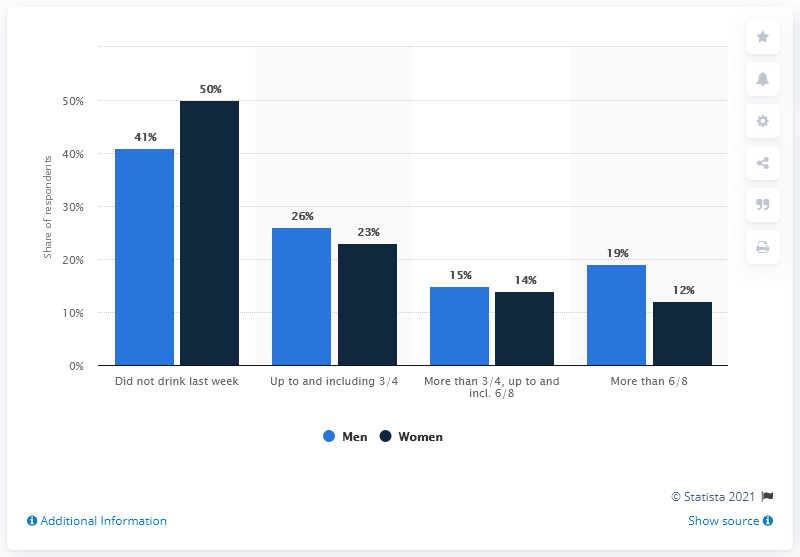 Share of respondents
50%
40%
30%
20%
10%
0%
41%
50%
26%
23%
15%
14%
19%
12%
Did not drink last week
Up to and including 3/4
More than 3/4, up to and
incl. 6/8
More than 6/8
Men
Women
© Statista 2021
Additional Information
Show source